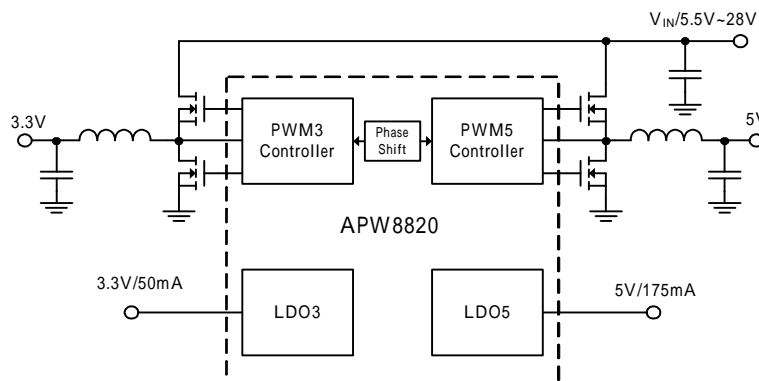 VIN/5.5V~28V
3.3V
PWM3
Controller
Phase
Shift
PWM5
Controller
5V
APW8820
3.3V/50mA
LDO3
LDO5
5V/175mA